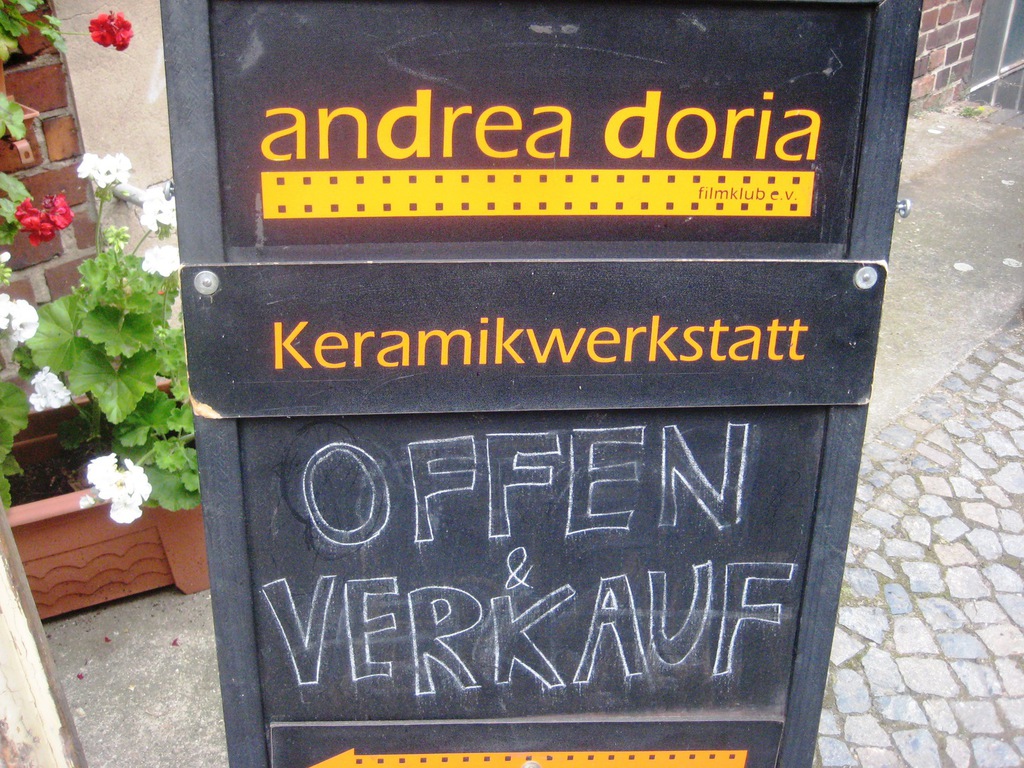 andrea doria
filmklub e.v.
Keramikwerkstatt
OFFEN
&
VERKAUF